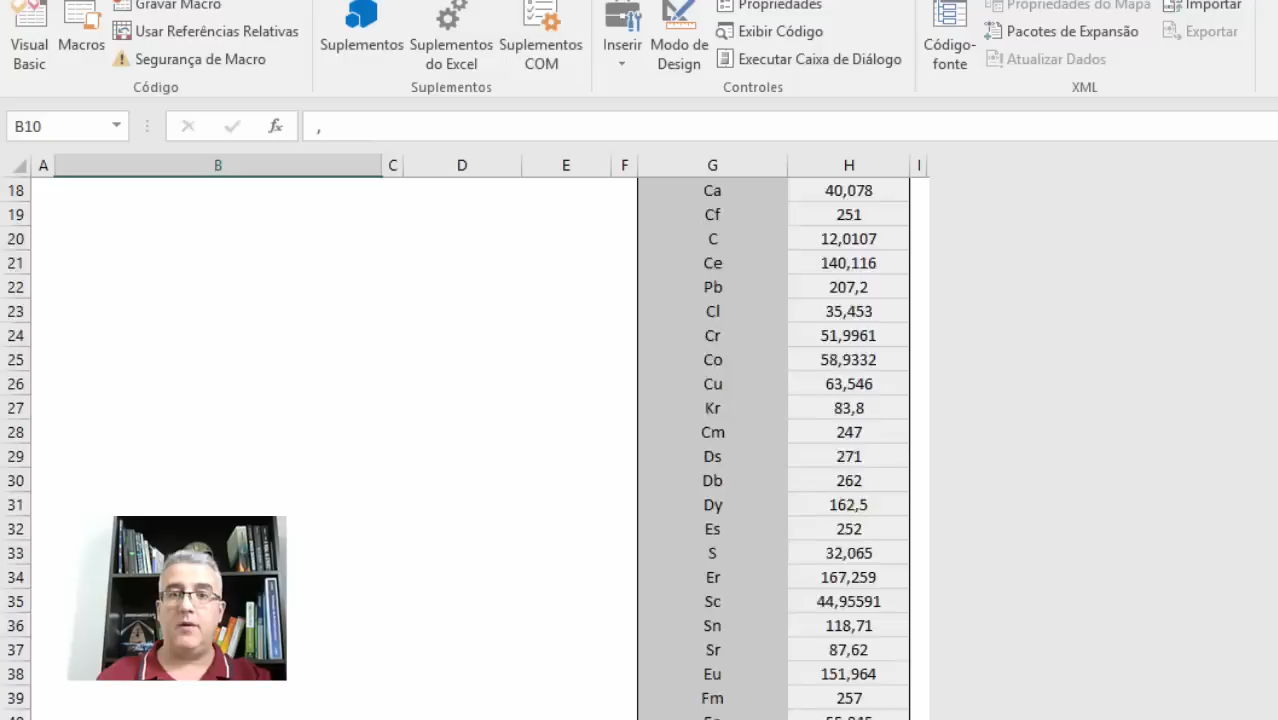 Gravar Macro
Propriedades
Propriedades do Mapa
Importar
Usar Referências Relativas
Exibir Código
Pacotes de Expansão
Exportar
Visual Basic
Macros
Segurança de Macro
Suplementos
Suplementos do Excel
Suplementos COM
Inserir
Modo de Design
Executar Caixa de Diálogo
Código-fonte
Atualizar Dados
Código
Suplementos
Controles
XML
B10
fx
,
A B C D E F G H I
18 Ca 40,078
19 Cf 251
20 C 12,0107
21 Ce 140,116
22 Pb 207,2
23 Cl 35,453
24 Cr 51,9961
25 Co 58,9332
26 Cu 63,546
27 Kr 83,8
28 Cm 247
29 Ds 271
30 Db 262
31 Dy 162,5
32 Es 252
33 S 32,065
34 Er 167,259
35 Sc 44,95591
36 Sn 118,71
37 Sr 87,62
38 Eu 151,964
39 Fm 257